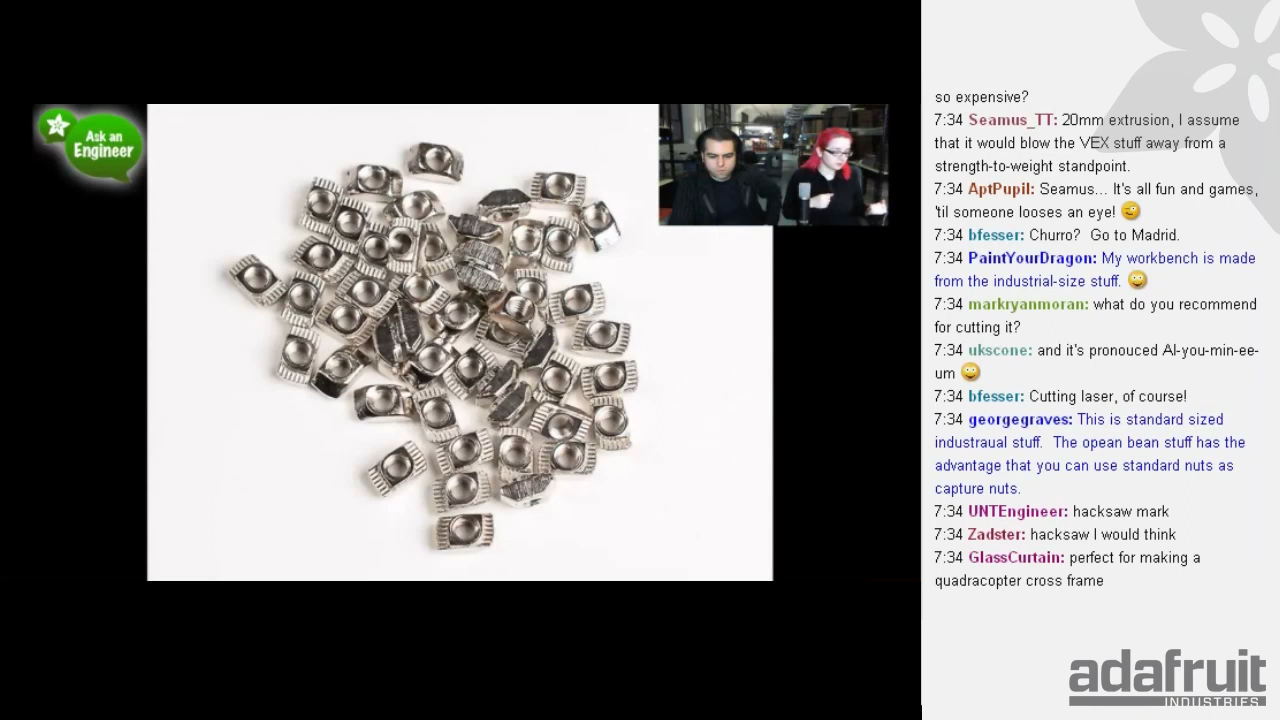 Ask an
Engineer
so expensive?
7:34 Seamus_TT: 20mm extrusion, I assume
that it would blow the VEX stuff away from a
strength-to-weight standpoint.
7:34 AptPupil: Seamus... It's all fun and games,
'til someone looses an eye!
7:34 bfesser: Churro?  Go to Madrid.
7:34 PaintYourDragon: My workbench is made
from the industrial-size stuff.
7:34 markryanmoran: what do you recommend
for cutting it?
7:34 ukscone: and it's pronouced Al-you-min-ee-
um
7:34 bfesser: Cutting laser, of course!
7:34 georgegraves: This is standard sized
industraual stuff.  The opean bean stuff has the
advantage that you can use standard nuts as
capture nuts.
7:34 UNTEngineer: hacksaw mark
7:34 Zadster: hacksaw I would think
7:34 GlassCurtain: perfect for making a
quadracopter cross frame
adafruit
INDUSTRIES